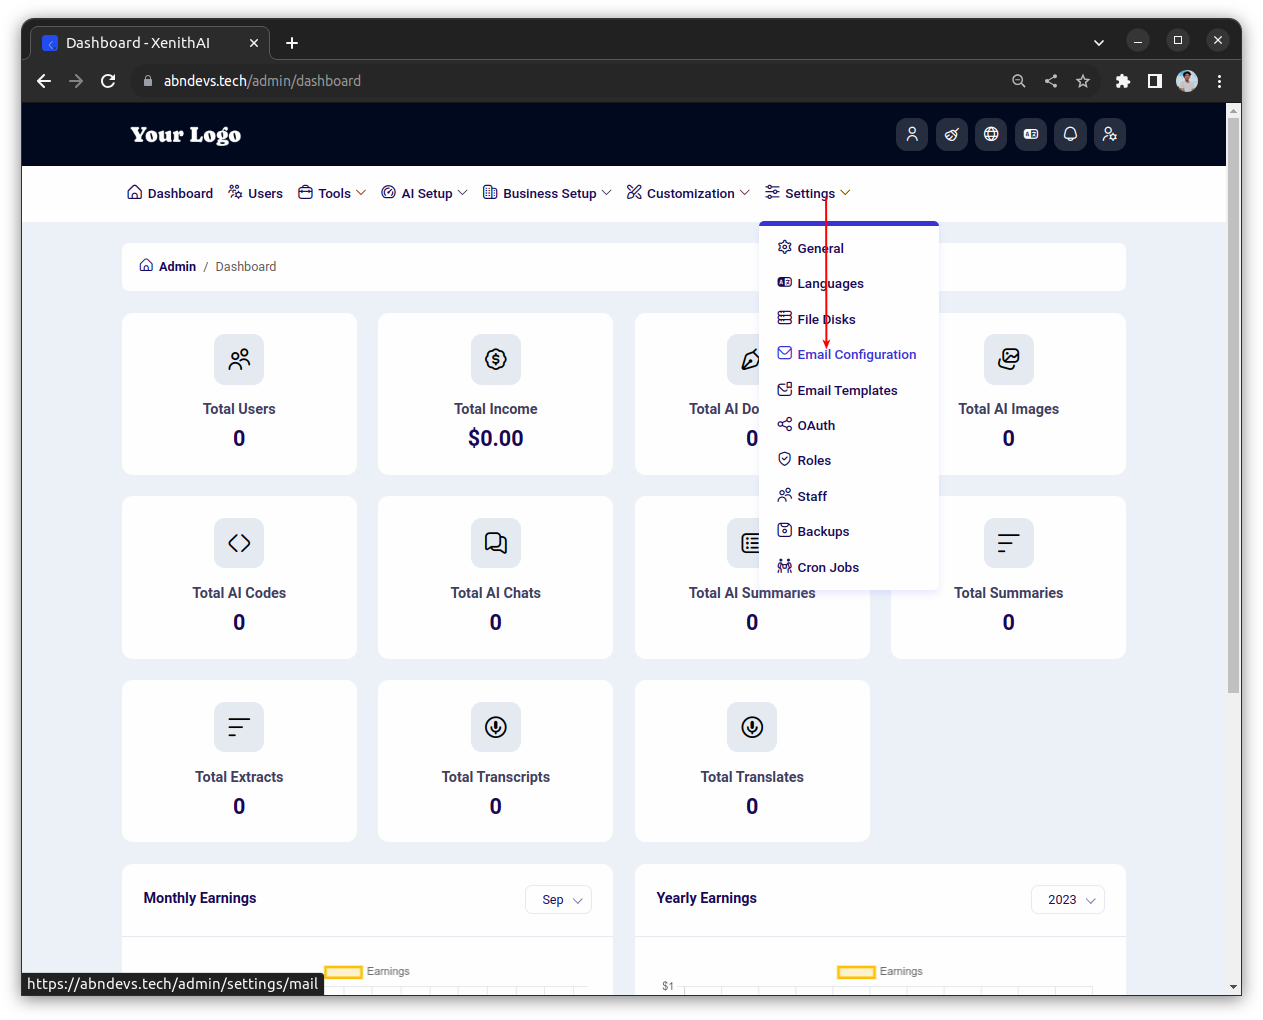 Dashboard - XenithAI
abndevs.tech/admin/dashboard
Your Logo
Dashboard Users Tools AI Setup Business Setup Customization Settings
General
Languages
File Disks
Email Configuration
Email Templates
OAuth
Roles
Staff
Backups
Cron Jobs
Admin / Dashboard
Total Users
0
Total Income
$0.00
Total AI Do
0
Total AI Images
0
Total AI Codes
0
Total AI Chats
0
Total AI Summaries
0
Total Summaries
0
Total Extracts
0
Total Transcripts
0
Total Translates
0
Monthly Earnings
Sep
Earnings
Yearly Earnings
2023
Earnings
$1
https://abndevs.tech/admin/settings/mail